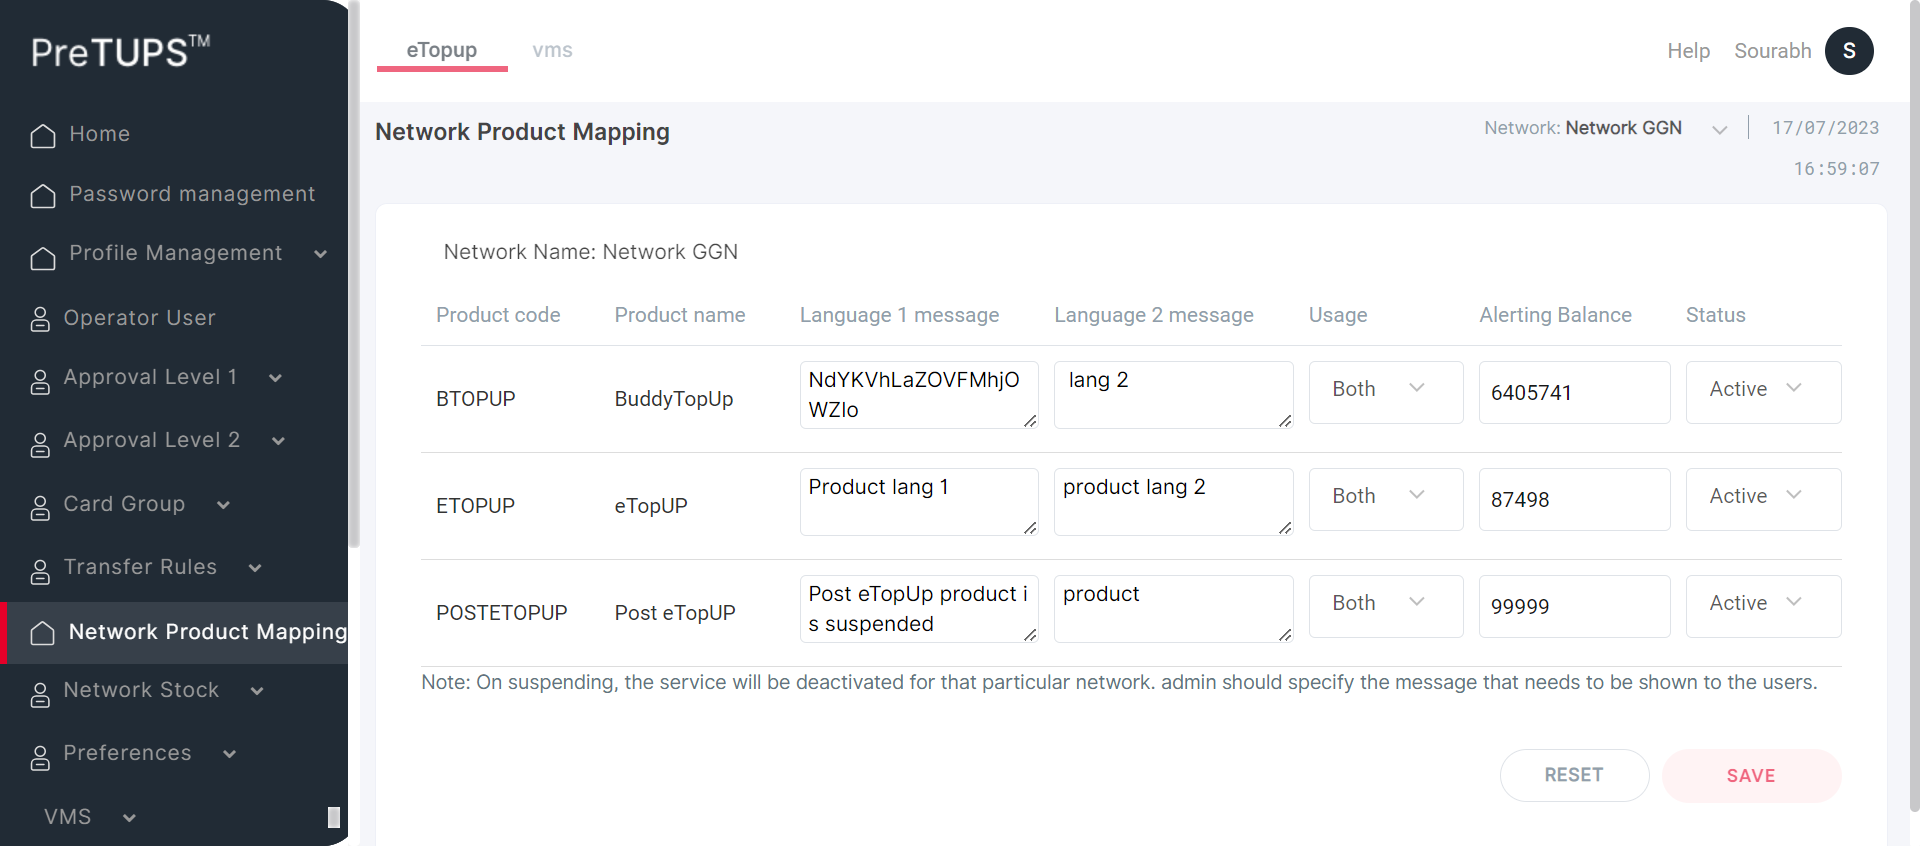 PreTUPS™
Home
Password management
Profile Management
Operator User
Approval Level 1
Approval Level 2
Card Group
Transfer Rules
Network Product Mapping
Network Stock
Preferences
VMS
eTopup vms
Help Sourabh S
Network Product Mapping
Network: Network GGN 17/07/2023
16:59:07
Network Name: Network GGN
Product code Product name Language 1 message Language 2 message Usage Alerting Balance Status
BTOPUP BuddyTopUp NdYKVhLaZOVFMhjO lang 2 Both 6405741 Active
WZIo
ETOPUP eTopUP Product lang 1 product lang 2 Both 87498 Active
POSTETOPUP Post eTopUP Post eTopUp product i product Both 99999 Active
s suspended
Note: On suspending, the service will be deactivated for that particular network. admin should specify the message that needs to be shown to the users.
RESET SAVE